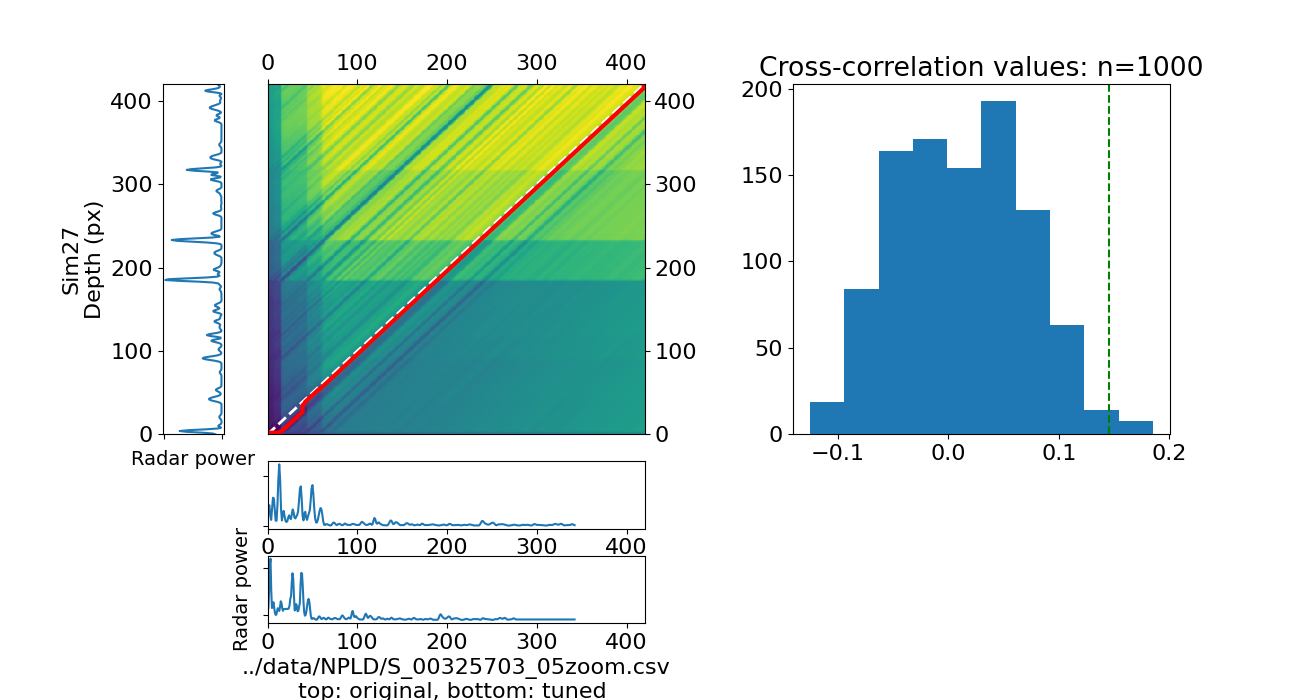 0 100 200 300 400
Cross-correlation values: n=1000
400
300
200
100
0
Sim27
Depth (px)
Radar power
400
300
200
100
0
200
150
100
50
0
−0.1 0.0 0.1 0.2
0 100 200 300 400
Radar power
0 100 200 300 400
../data/NPLD/S_00325703_05zoom.csv
top: original, bottom: tuned